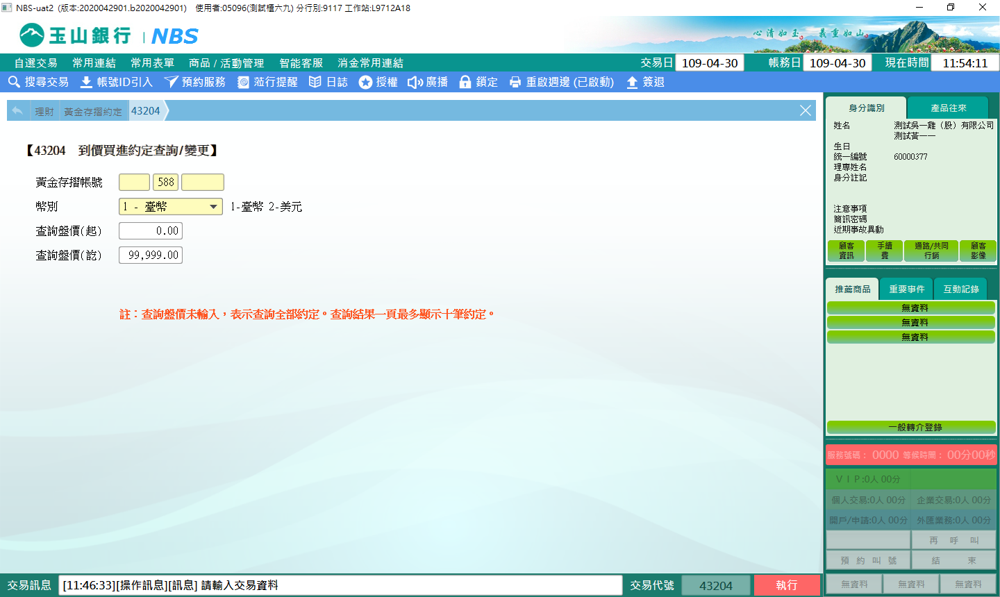 NBS-uat2 (版本:2020042901.b2020042901) 使用者:05096(測試櫃六九) 分行別:9117 工作站:L9712A18
玉山銀行 NBS
心清如玉。義重如山。
自選交易 常用連結 常用表單 商品 / 活動管理 智能客服 消金常用連結 交易日 109-04-30 帳務日 109-04-30 現在時間 11:54:11
搜尋交易 帳號ID引入 預約服務 蒞行提醒 日誌 授權 廣播 鎖定 重啟週邊 (已啟動) 簽退
理財 黃金存摺約定 43204
【43204 到價買進約定查詢/變更】
黃金存摺帳號 588
幣別 1 - 臺幣 1-臺幣 2-美元
查詢盤價(起) 0.00
查詢盤價(訖) 99,999.00
註：查詢盤價未輸入，表示查詢全部約定。查詢結果一頁最多顯示十筆約定。
身分識別 產品往來
姓名 測試吳一雞（股）有限公司
測試黃一一
生日
統一編號 60000377
理專姓名
身分註記
注意事項
簡訊密碼
近期事故異動
顧客資訊 手續費 通路/共同行銷 顧客影像
推薦商品 重要事件 互動記錄
無資料
無資料
無資料
一般轉介登錄
服務號碼： 0000 等候時間： 00分00秒
ＶＩＰ:0人 00分
個人交易:0人 00分 企業交易:0人 00分
開戶/申請:0人 00分 外匯業務:0人 00分
再 呼 叫
預 約 叫 號 結 束
無資料 無資料 無資料
交易訊息 [11:46:33][操作訊息][訊息] 請輸入交易資料 交易代號 43204 執行